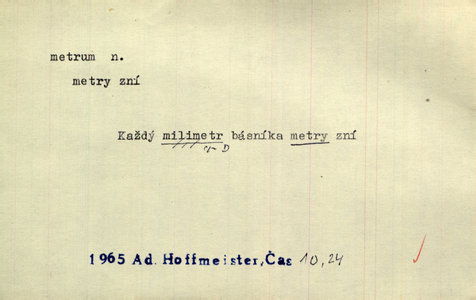 metrum n.
metry zní
Každý milimetr básníka metry zní
1965 Ad. Hoffmeister, Čas 10, 24